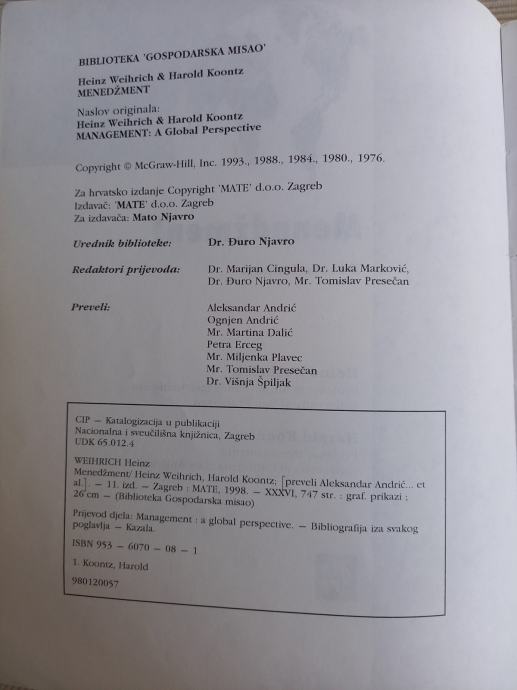 BIBLIOTEKA 'GOSPODARSKA MISAO'
Heinz Weihrich & Harold Koontz
MENEDŽMENT
Naslov originala:
Heinz Weihrich & Harold Koontz
MANAGEMENT: A Global Perspective
Copyright © McGraw-Hill, Inc. 1993., 1988., 1984., 1980., 1976.
Za hrvatsko izdanje Copyright 'MATE' d.o.o. Zagreb
Izdavač: 'MATE' d.o.o. Zagreb
Za izdavača: Mato Njavro
Urednik biblioteke: Dr. Đuro Njavro
Redaktori prijevoda: Dr. Marijan Cingula, Dr. Luka Marković,
Dr. Đuro Njavro, Mr. Tomislav Presečan
Preveli: Aleksandar Andrić
Ognjen Andrić
Mr. Martina Dalić
Petra Erceg
Mr. Miljenka Plavec
Mr. Tomislav Presečan
Dr. Višnja Špiljak
CIP – Katalogizacija u publikaciji
Nacionalna i sveučilišna knjižnica, Zagreb
UDK 65.012.4
WEIHRICH Heinz
Menedžment/ Heinz Weihrich, Harold Koontz; [preveli Aleksandar Andrić... et
al.]. – 11. izd. – Zagreb : MATE, 1998. – XXXVI, 747 str. : graf. prikazi ;
26 cm – (Biblioteka Gospodarska misao)
Prijevod djela: Management : a global perspective. – Bibliografija iza svakog
poglavlja – Kazala.
ISBN 953 – 6070 – 08 – 1
1. Koontz, Harold
980120057